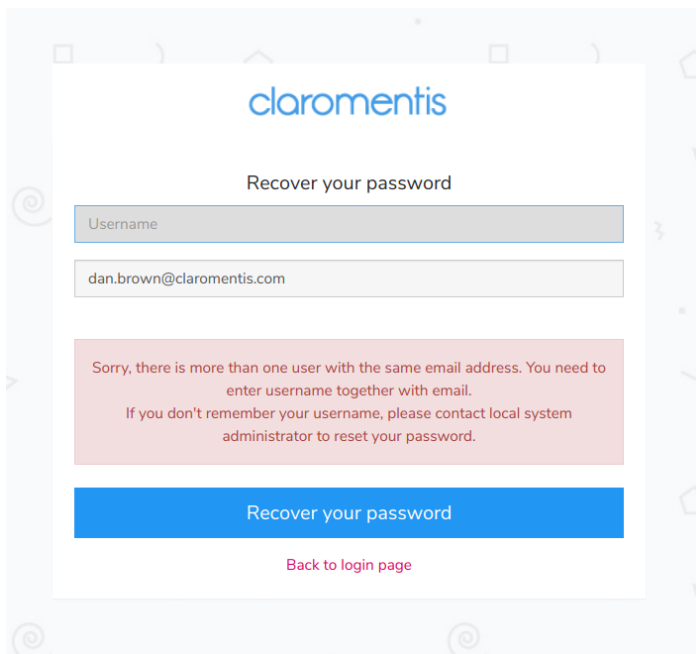 claromentis
Recover your password
Username
dan.brown@claromentis.com
Sorry, there is more than one user with the same email address. You need to
enter username together with email.
If you don't remember your username, please contact local system
administrator to reset your password.
Recover your password
Back to login page